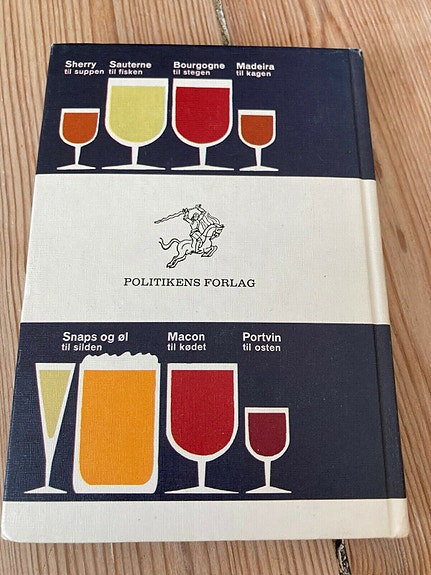 Sherry
til suppen
Sauterne
til fisken
Bourgogne
til stegen
Madeira
til kagen
POLITIKENS FORLAG
Snaps og øl
til silden
Macon
til kødet
Portvin
til osten